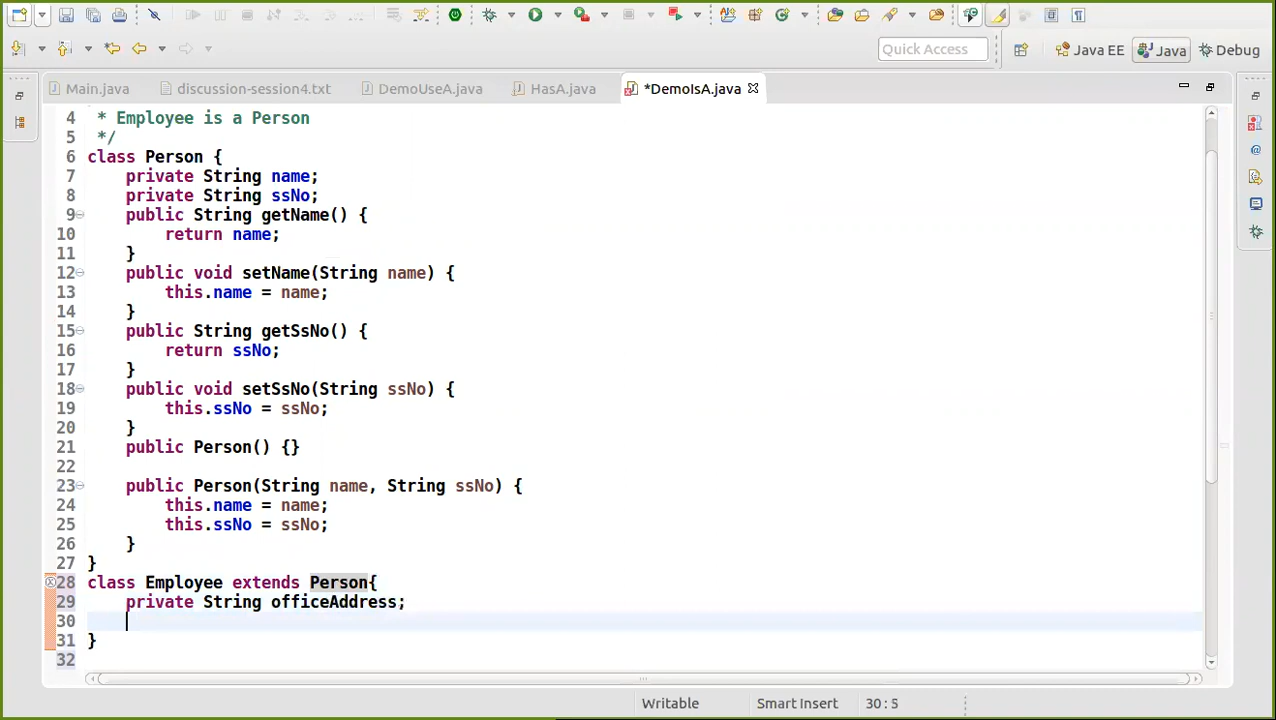 Quick Access
Java EE
Java
Debug
Main.java
discussion-session4.txt
DemoUseA.java
HasA.java
*DemoIsA.java
4 * Employee is a Person
5 */
6 class Person {
7 private String name;
8 private String ssNo;
9 public String getName() {
10 return name;
11 }
12 public void setName(String name) {
13 this.name = name;
14 }
15 public String getSsNo() {
16 return ssNo;
17 }
18 public void setSsNo(String ssNo) {
19 this.ssNo = ssNo;
20 }
21 public Person() {}
22
23 public Person(String name, String ssNo) {
24 this.name = name;
25 this.ssNo = ssNo;
26 }
27 }
28 class Employee extends Person{
29 private String officeAddress;
30
31 }
32
Writable
Smart Insert
30 : 5